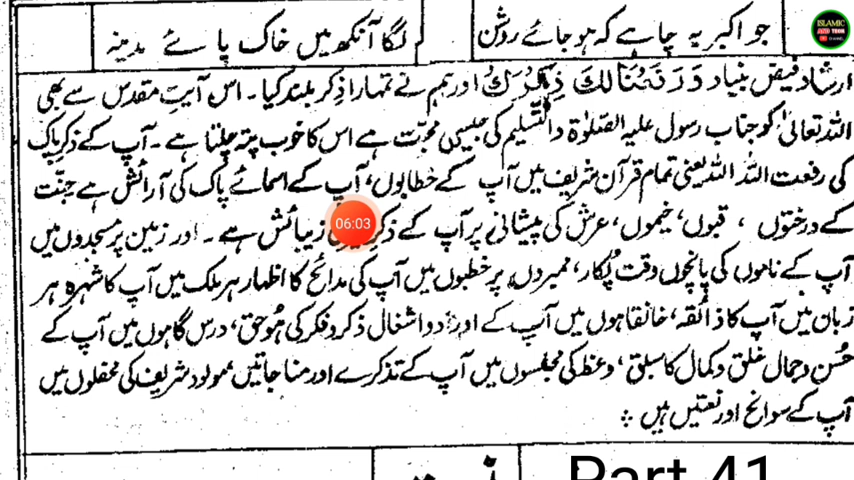 جو اکبر یہ چاہے کہ ہو جائے روشن
لگا آنکھ میں خاک پائے مدینہ
ISLAMIC
AND TECH
ارشاد فیض بنیاد وَرَفَعْنَا لَكَ ذِكْرَكَ اور ہم نے تمہارا ذکر بلند کیا ۔ اس آیتِ مقدس سے بھی
اللہ تعالیٰ کو جناب رسول علیہ الصلوٰۃ والتسلیم کی جیسی محبت ہے اس کا خوب پتہ چلتا ہے ۔ آپ کے ذکر پاک
کی رفعت اللہ اللہ یعنی تمام قرآن شریف میں آپ کے خطابوں، آپ کے اسمائے پاک کی آرائش ہے جنت
کے درختوں ، قبوں، خیموں، عرش کی پیشانی پر آپ کے ذکر زیبائش ہے ۔ اور زمین پر مسجدوں میں
06:03
آپ کے ناموں کی پانچوں وقت پکار، ممبروں پر خطبوں میں آپ کی مدائح کا اظہار ہر ملک میں آپ کا شہرہ ہر
زبان میں آپ کا ذائقہ، خانقاہوں میں آپ کے اوراد و اشغال ذکر و فکر کی ہو حق، درس گاہوں میں آپ کے
حُسن و جمال خلق و کمال کا سبق، وعظ کی مجلسوں میں آپ کے تذکرے اور مناجاتیں، مولود شریف کی محفلوں میں
آپ کے سوانح اور نعتیں ہیں
Part 41